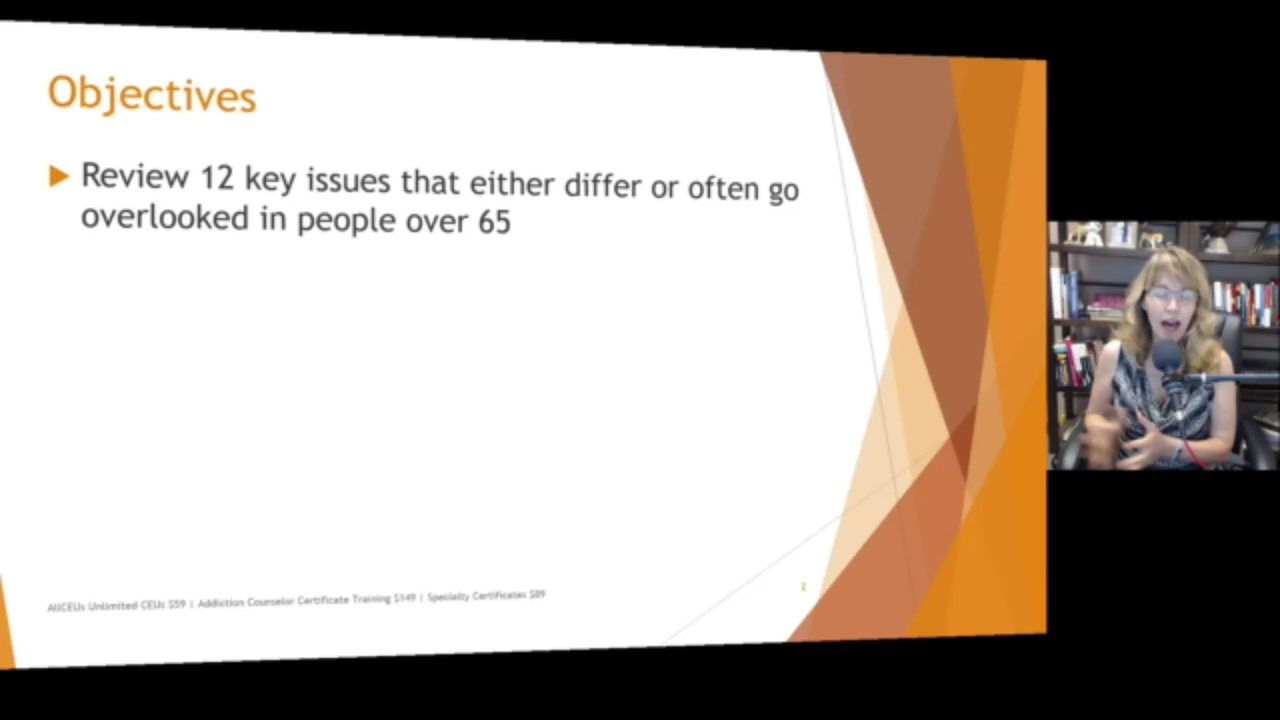 Objectives
Review 12 key issues that either differ or often go
overlooked in people over 65
AllCEUs Unlimited CEUs $59 | Addiction Counselor Certificate Training $149 | Specialty Certificates $89
2